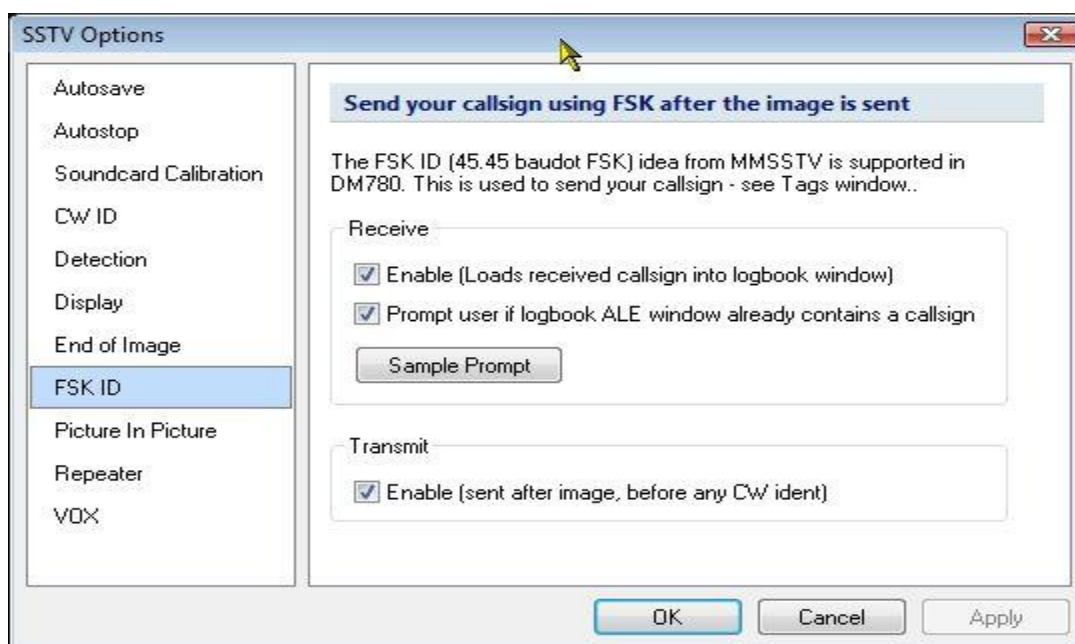 SSTV Options
Autosave
Autostop
Soundcard Calibration
CW ID
Detection
Display
End of Image
FSK ID
Picture In Picture
Repeater
VOX
Send your callsign using FSK after the image is sent
The FSK ID (45.45 baudot FSK) idea from MMSSTV is supported in
DM780. This is used to send your callsign - see Tags window..
Receive
Enable (Loads received callsign into logbook window)
Prompt user if logbook ALE window already contains a callsign
Sample Prompt
Transmit
Enable (sent after image, before any CW ident)
OK
Cancel
Apply